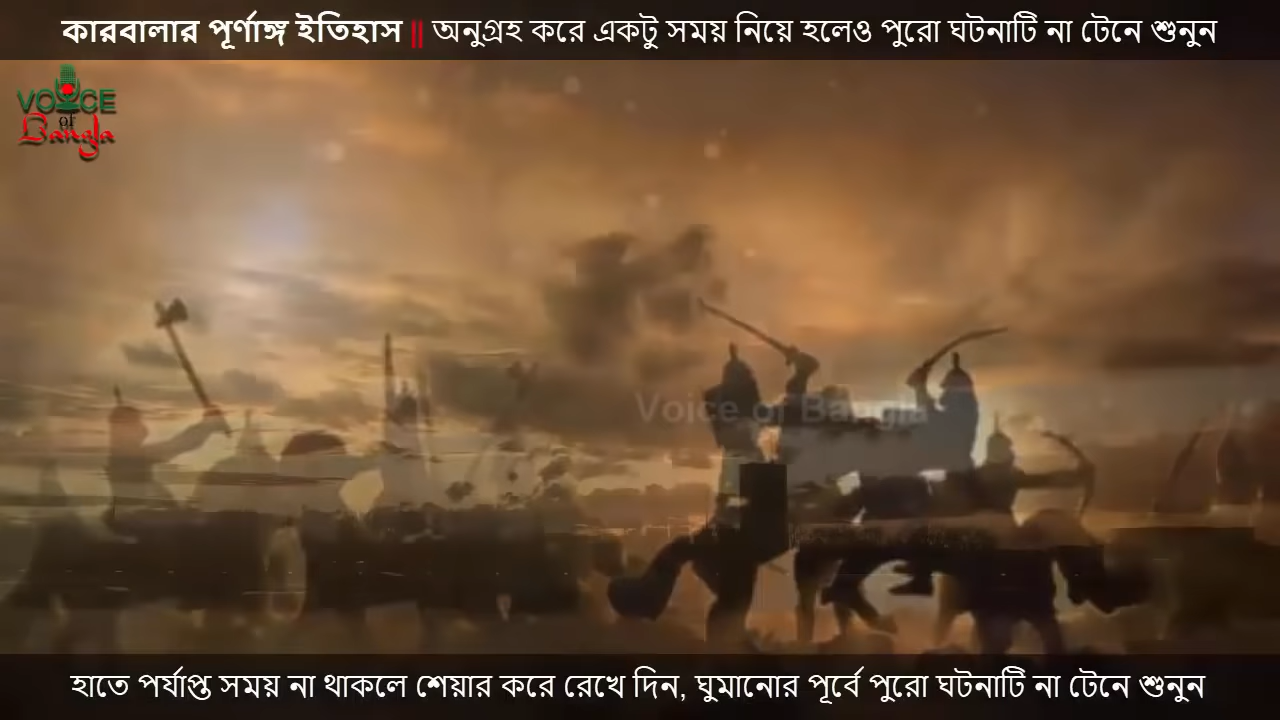 কারবালার পূর্ণাঙ্গ ইতিহাস || অনুগ্রহ করে একটু সময় নিয়ে হলেও পুরো ঘটনাটি না টেনে শুনুন
VOICE
of
Bangla
Voice of Bangla
হাতে পর্যাপ্ত সময় না থাকলে শেয়ার করে রেখে দিন, ঘুমানোর পূর্বে পুরো ঘটনাটি না টেনে শুনুন